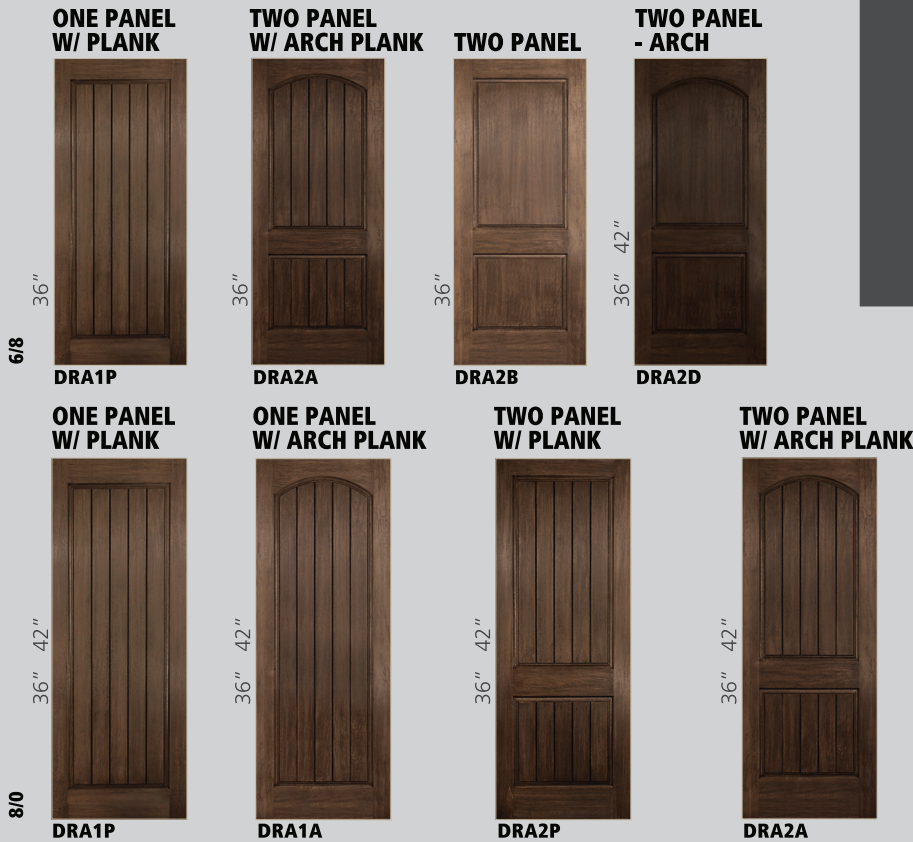 ONE PANEL
W/ PLANK
TWO PANEL
W/ ARCH PLANK
TWO PANEL
TWO PANEL
- ARCH
36”
36”
36”
36” 42”
6/8
DRA1P
DRA2A
DRA2B
DRA2D
ONE PANEL
W/ PLANK
ONE PANEL
W/ ARCH PLANK
TWO PANEL
W/ PLANK
TWO PANEL
W/ ARCH PLANK
36” 42”
36” 42”
36” 42”
36” 42”
8/0
DRA1P
DRA1A
DRA2P
DRA2A